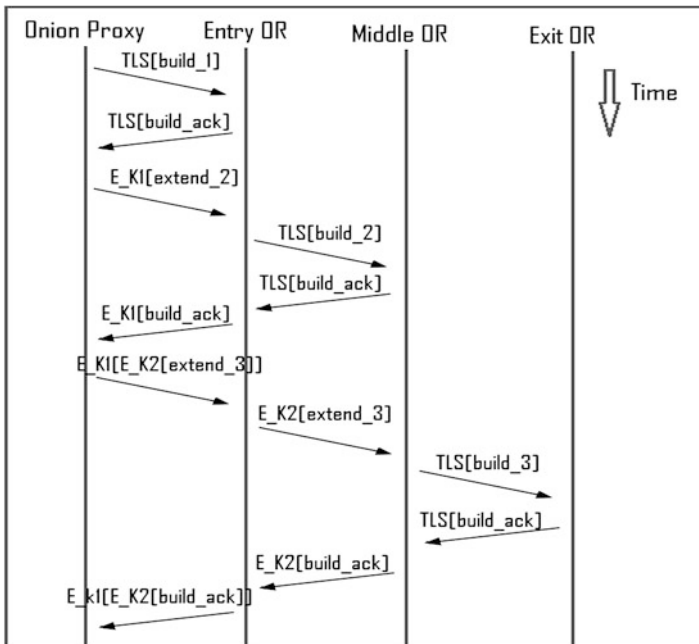 Onion Proxy Entry OR Middle OR Exit OR
TLS[build_1]
Time
TLS[build_ack]
E_K1[extend_2]
TLS[build_2]
TLS[build_ack]
E_K1[build_ack]
E_K1[E_K2[extend_3]]
E_K2[extend_3]
TLS[build_3]
TLS[build_ack]
E_K2[build_ack]
E_k1[E_K2[build_ack]]